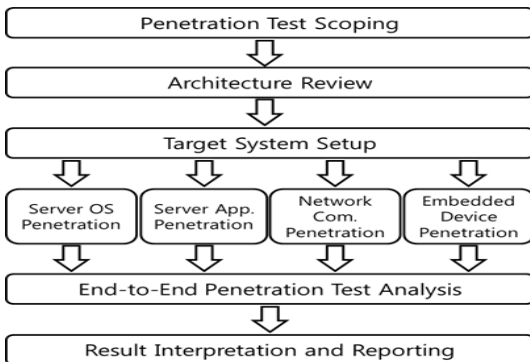 Penetration Test Scoping
Architecture Review
Target System Setup
Server OS
Penetration
Server App.
Penetration
Network
Com.
Penetration
Embedded
Device
Penetration
End-to-End Penetration Test Analysis
Result Interpretation and Reporting